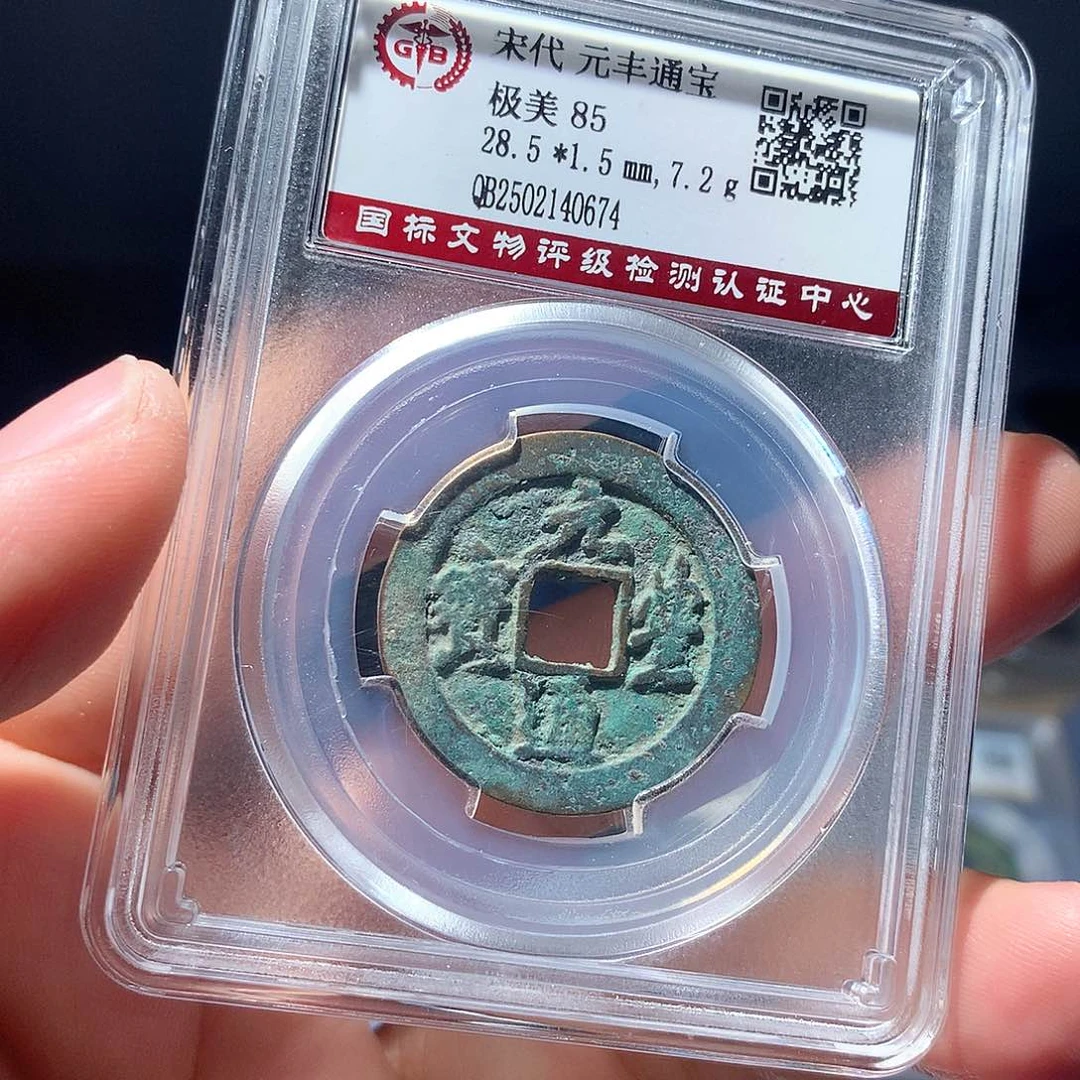 GB
宋代 元丰通宝
极美 85
28.5 *1.5 mm, 7.2 g
QB2502140674
国标文物评级检测认证中心
元
豐
通
寶